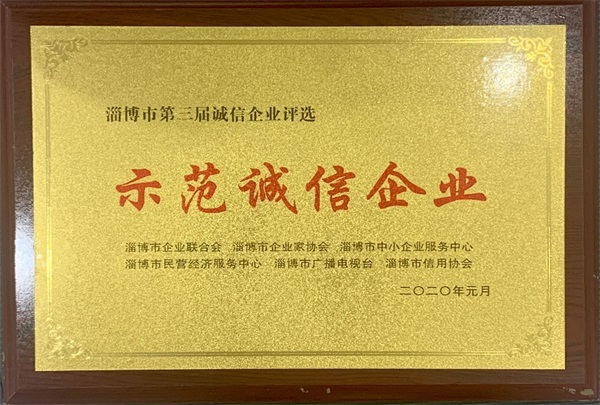 淄博市第三届诚信企业评选
示范诚信企业
淄博市企业联合会 淄博市企业家协会 淄博市中小企业服务中心
淄博市民营经济服务中心 淄博市广播电视台 淄博市信用协会
二〇二〇年元月